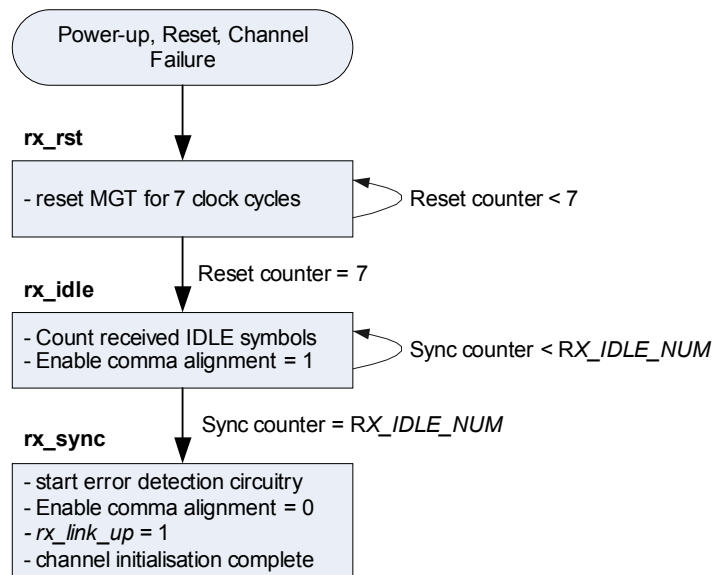 Power-up, Reset, Channel
Failure
rx_rst
- reset MGT for 7 clock cycles
Reset counter < 7
Reset counter = 7
rx_idle
- Count received IDLE symbols
- Enable comma alignment = 1
Sync counter < RX_IDLE_NUM
Sync counter = RX_IDLE_NUM
rx_sync
- start error detection circuitry
- Enable comma alignment = 0
- rx_link_up = 1
- channel initialisation complete